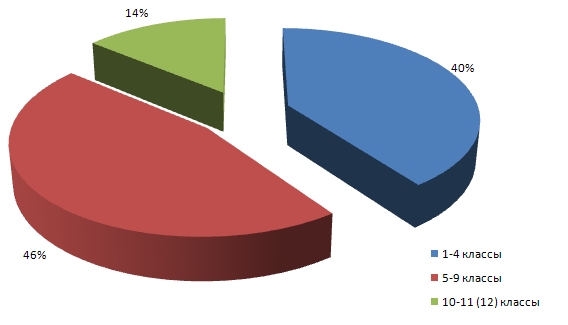 14%
40%
46%
1-4 классы
5-9 классы
10-11 (12) классы